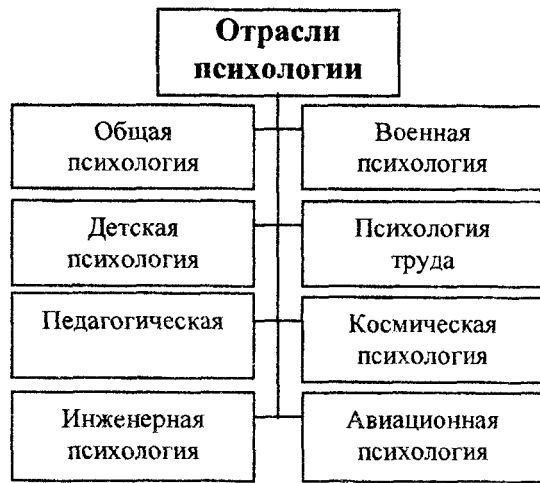 Отрасли
психологии
Общая
психология
Военная
психология
Детская
психология
Психология
труда
Педагогическая
Космическая
психология
Инженерная
психология
Авиационная
психология